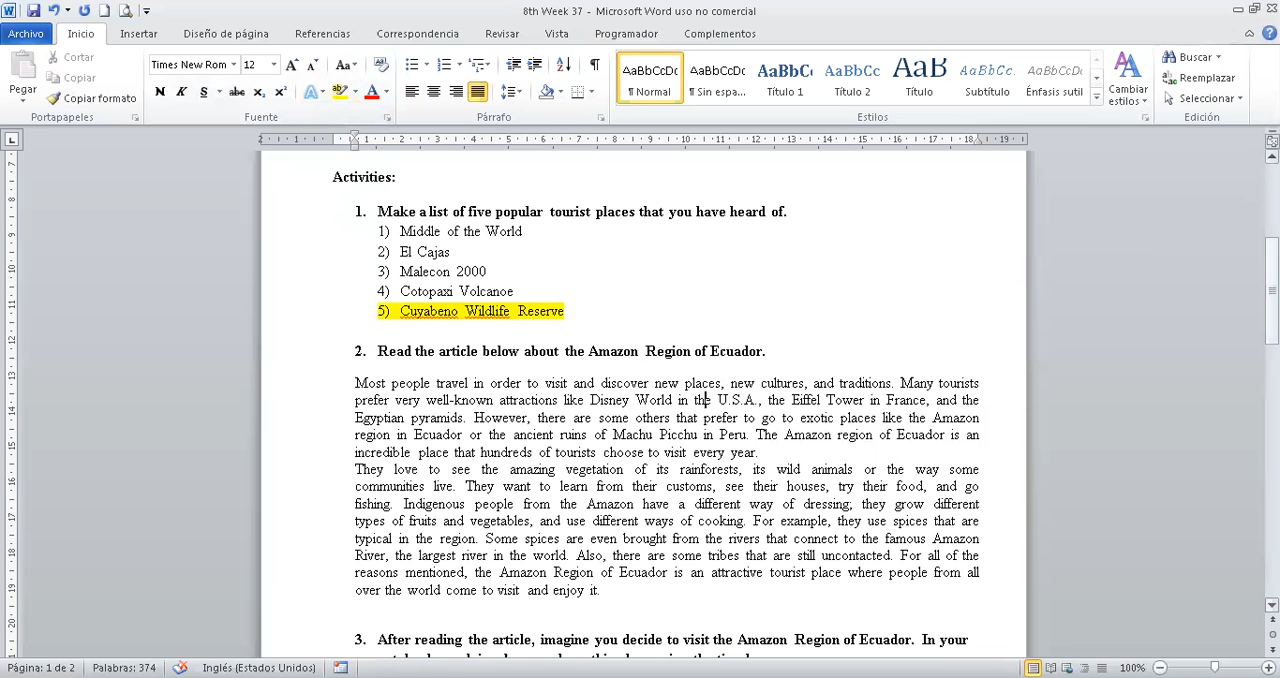 8th Week 37 - Microsoft Word uso no comercial
Archivo Inicio Insertar Diseño de página Referencias Correspondencia Revisar Vista Programador Complementos
Pegar
Cortar
Copiar
Copiar formato
Portapapeles
Times New Rom 12
N K S abc x₂ x²
Fuente
Párrafo
AaBbCcDc AaBbCcDc AaBbC AaBbCc AaB AaBbCc. AaBbCcDc
¶ Normal ¶ Sin espa... Título 1 Título 2 Título Subtítulo Énfasis sutil
Cambiar estilos
Estilos
Buscar
Reemplazar
Seleccionar
Edición
Activities:
1. Make a list of five popular tourist places that you have heard of.
1) Middle of the World
2) El Cajas
3) Malecon 2000
4) Cotopaxi Volcanoe
5) Cuyabeno Wildlife Reserve
2. Read the article below about the Amazon Region of Ecuador.
Most people travel in order to visit and discover new places, new cultures, and traditions. Many tourists
prefer very well-known attractions like Disney World in the U.S.A., the Eiffel Tower in France, and the
Egyptian pyramids. However, there are some others that prefer to go to exotic places like the Amazon
region in Ecuador or the ancient ruins of Machu Picchu in Peru. The Amazon region of Ecuador is an
incredible place that hundreds of tourists choose to visit every year.
They love to see the amazing vegetation of its rainforests, its wild animals or the way some
communities live. They want to learn from their customs, see their houses, try their food, and go
fishing. Indigenous people from the Amazon have a different way of dressing; they grow different
types of fruits and vegetables, and use different ways of cooking. For example, they use spices that are
typical in the region. Some spices are even brought from the rivers that connect to the famous Amazon
River, the largest river in the world. Also, there are some tribes that are still uncontacted. For all of the
reasons mentioned, the Amazon Region of Ecuador is an attractive tourist place where people from all
over the world come to visit and enjoy it.
3. After reading the article, imagine you decide to visit the Amazon Region of Ecuador. In your
Página: 1 de 2 Palabras: 374 Inglés (Estados Unidos) 100%